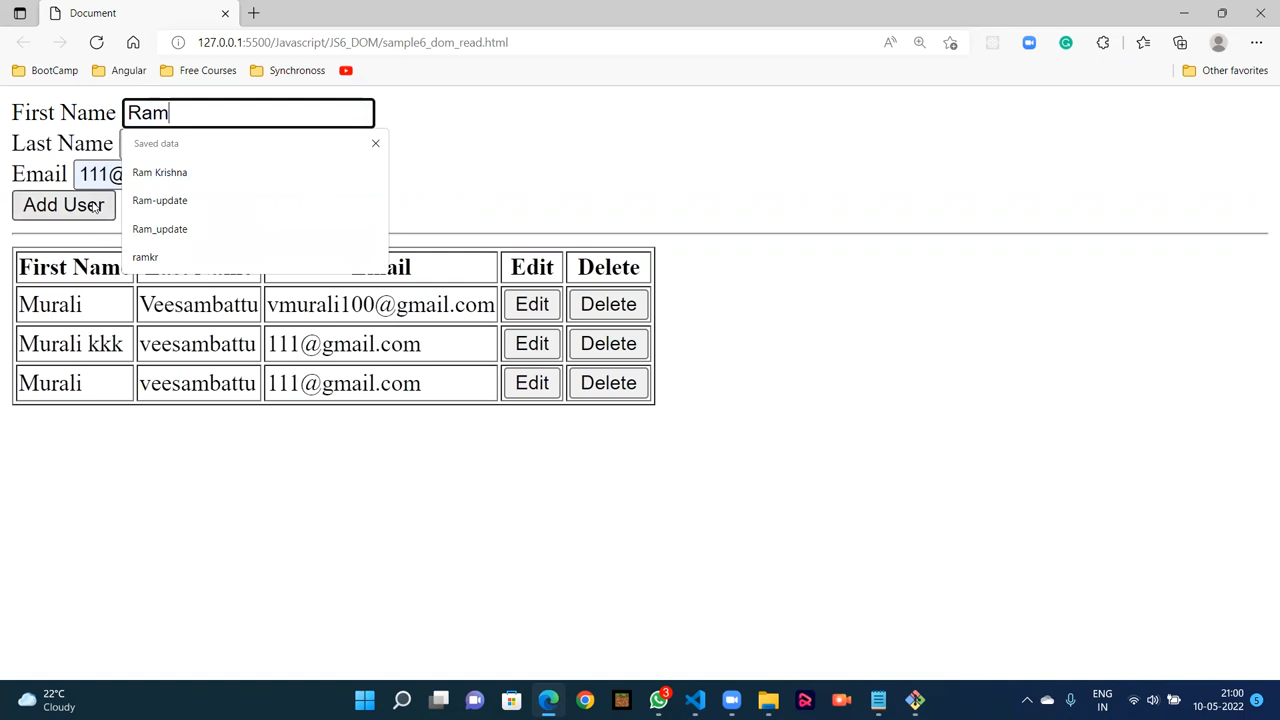 Document
127.0.0.1:5500/Javascript/JS6_DOM/sample6_dom_read.html
BootCamp Angular Free Courses Synchronoss Other favorites
First Name Ram
Last Name
Saved data
Email 111@
Ram Krishna
Add User
Ram-update
Ram_update
ramkr
First Nam ail Edit Delete
Murali Veesambattu vmurali100@gmail.com Edit Delete
Murali kkk veesambattu 111@gmail.com Edit Delete
Murali veesambattu 111@gmail.com Edit Delete
22°C
Cloudy
3
ENG
IN
21:00
10-05-2022
5